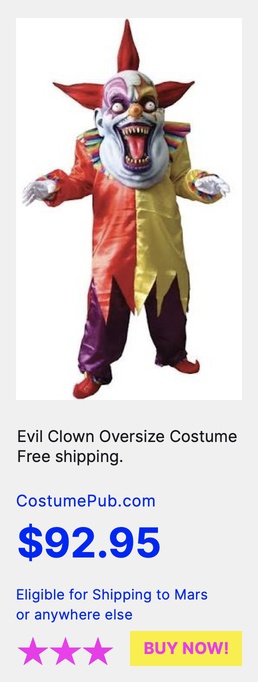 Evil Clown Oversize Costume
Free shipping.
CostumePub.com
$92.95
Eligible for Shipping to Mars
or anywhere else
BUY NOW!